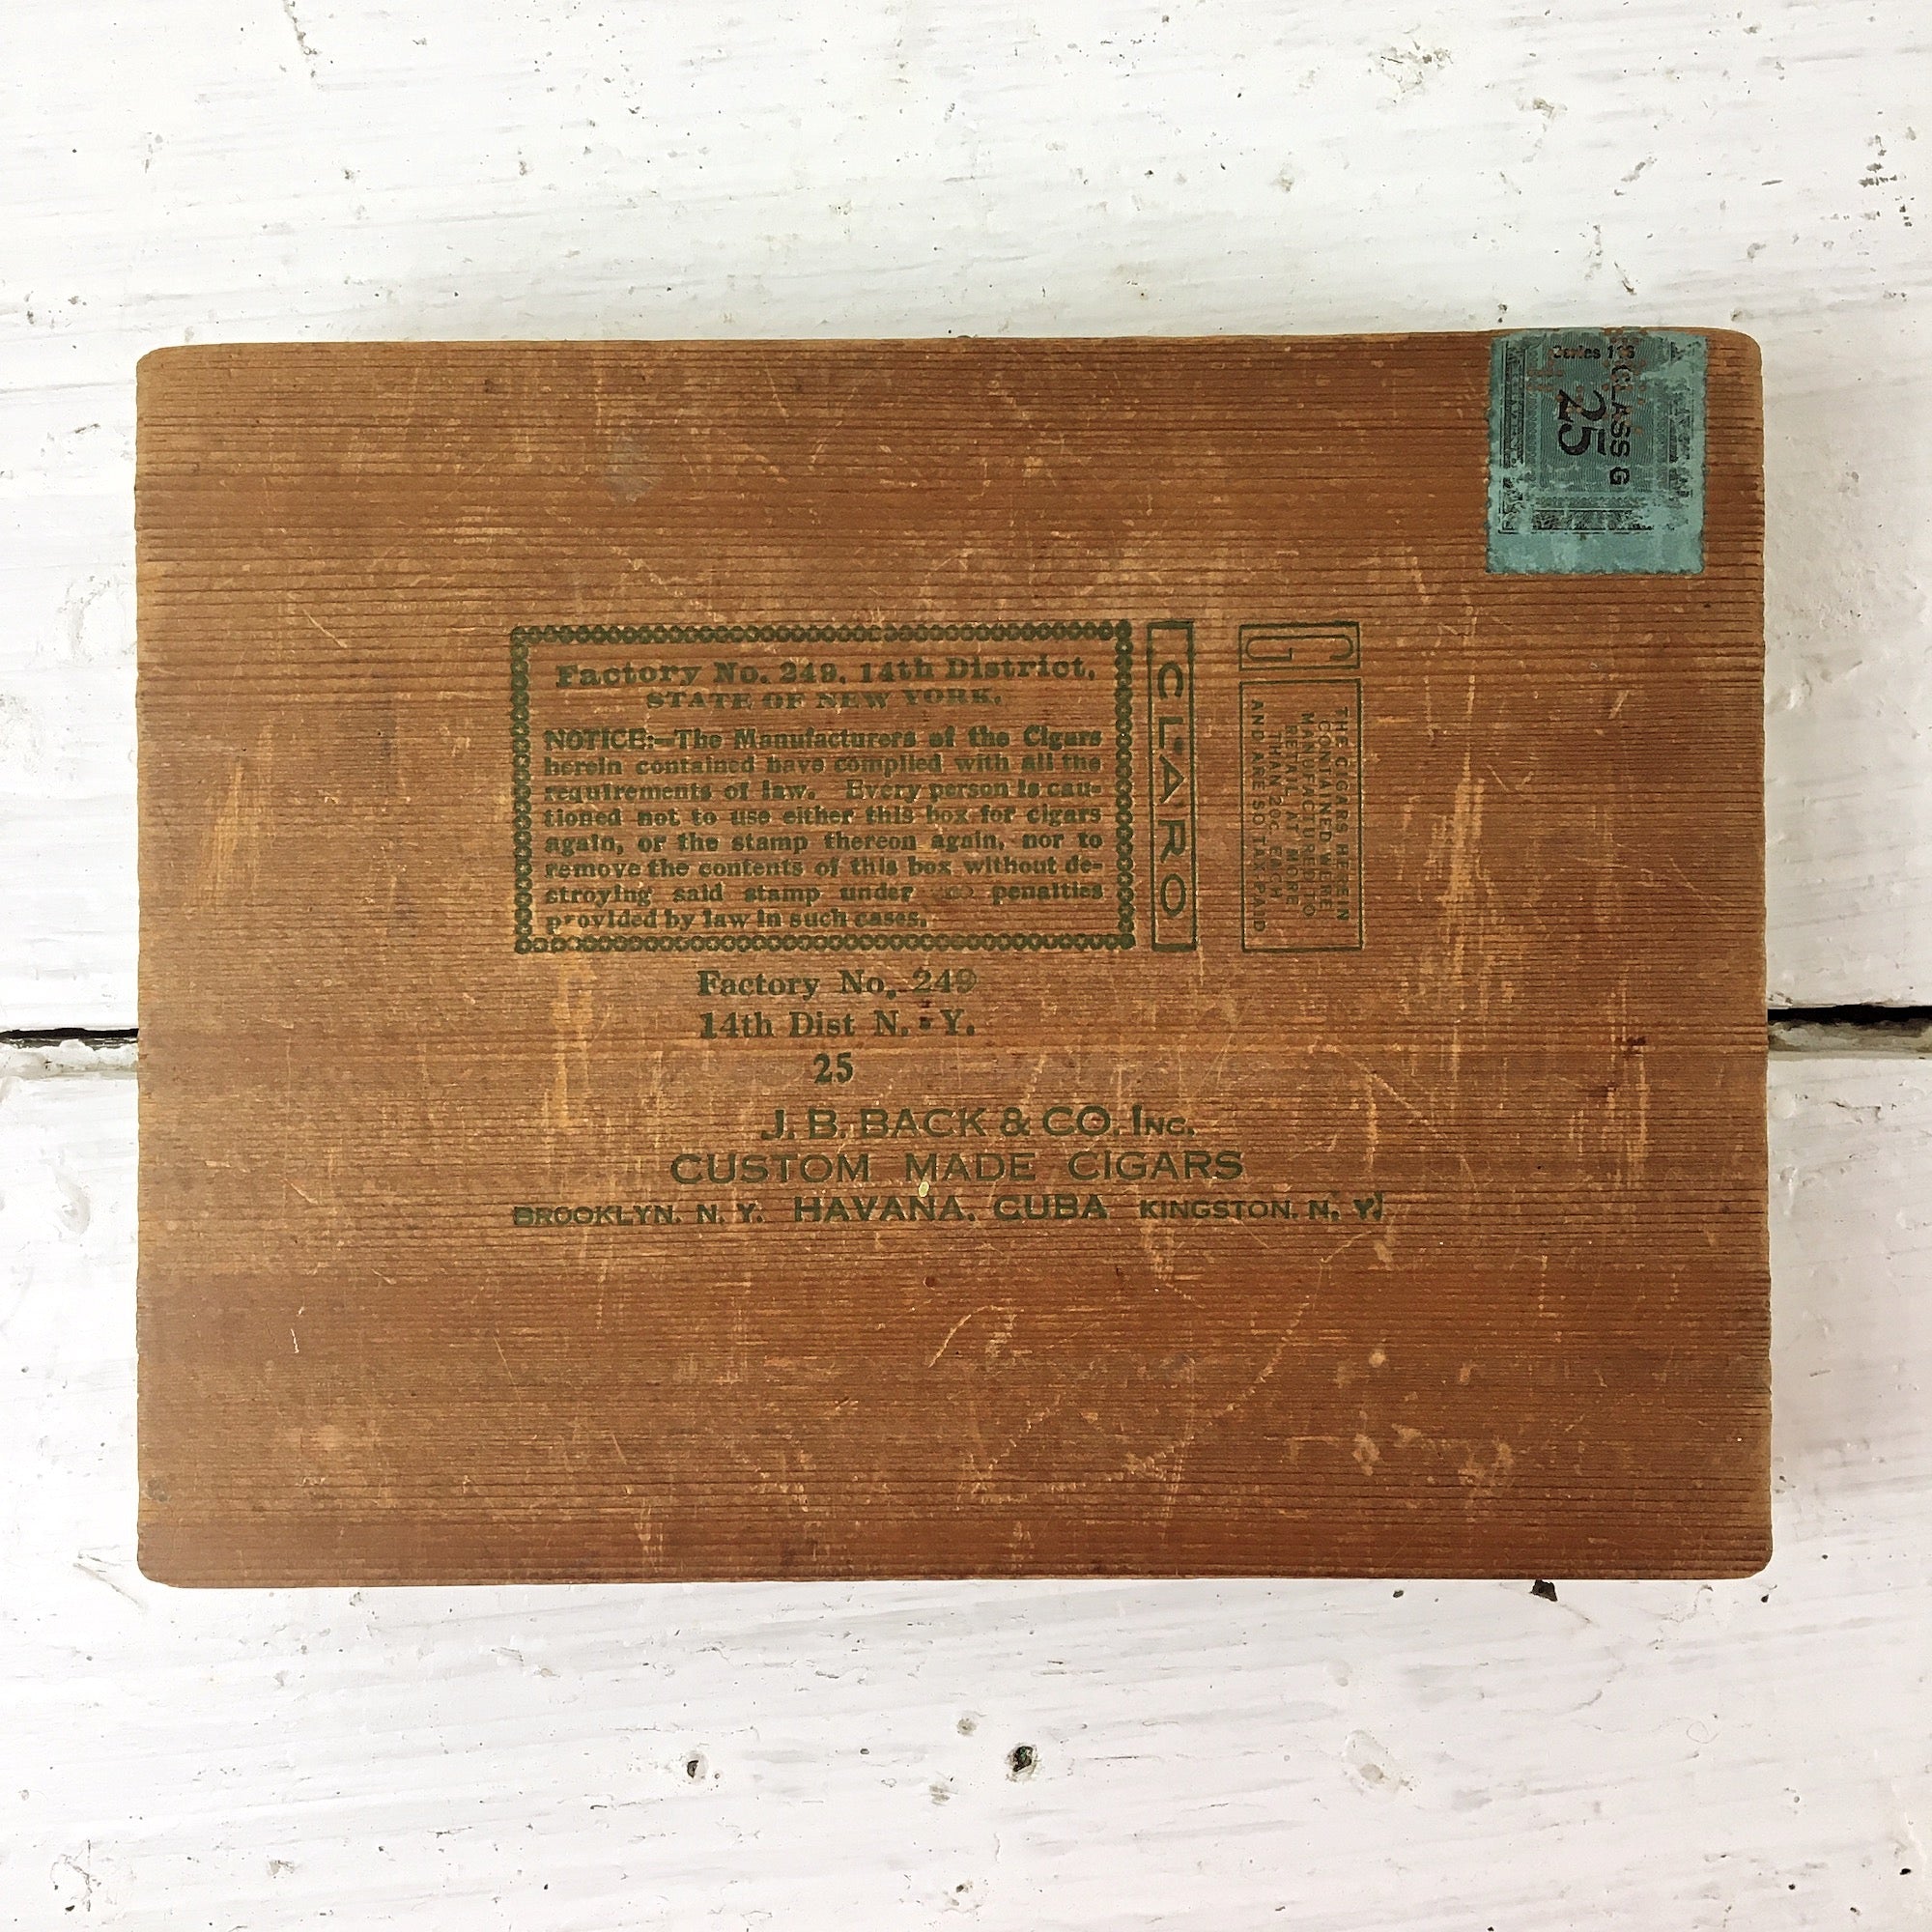 Series 116
CLASS G
25
Factory No. 249, 14th District,
STATE OF NEW YORK.
NOTICE:—The Manufacturers of the Cigars
herein contained have complied with all the
requirements of law. Every person is cau-
tioned not to use either this box for cigars
again, or the stamp thereon again, nor to
remove the contents of this box without de-
stroying said stamp under penalties
provided by law in such cases.
CLARO
G
THE CIGARS HEREIN
CONTAINED WERE
MANUFACTURED TO
RETAIL AT MORE
THAN 20C. EACH
AND ARE SO TAX PAID
Factory No. 249
14th Dist N. Y.
25
J. B. BACK & CO. INC.
CUSTOM MADE CIGARS
BROOKLYN, N. Y. HAVANA, CUBA KINGSTON, N. Y.